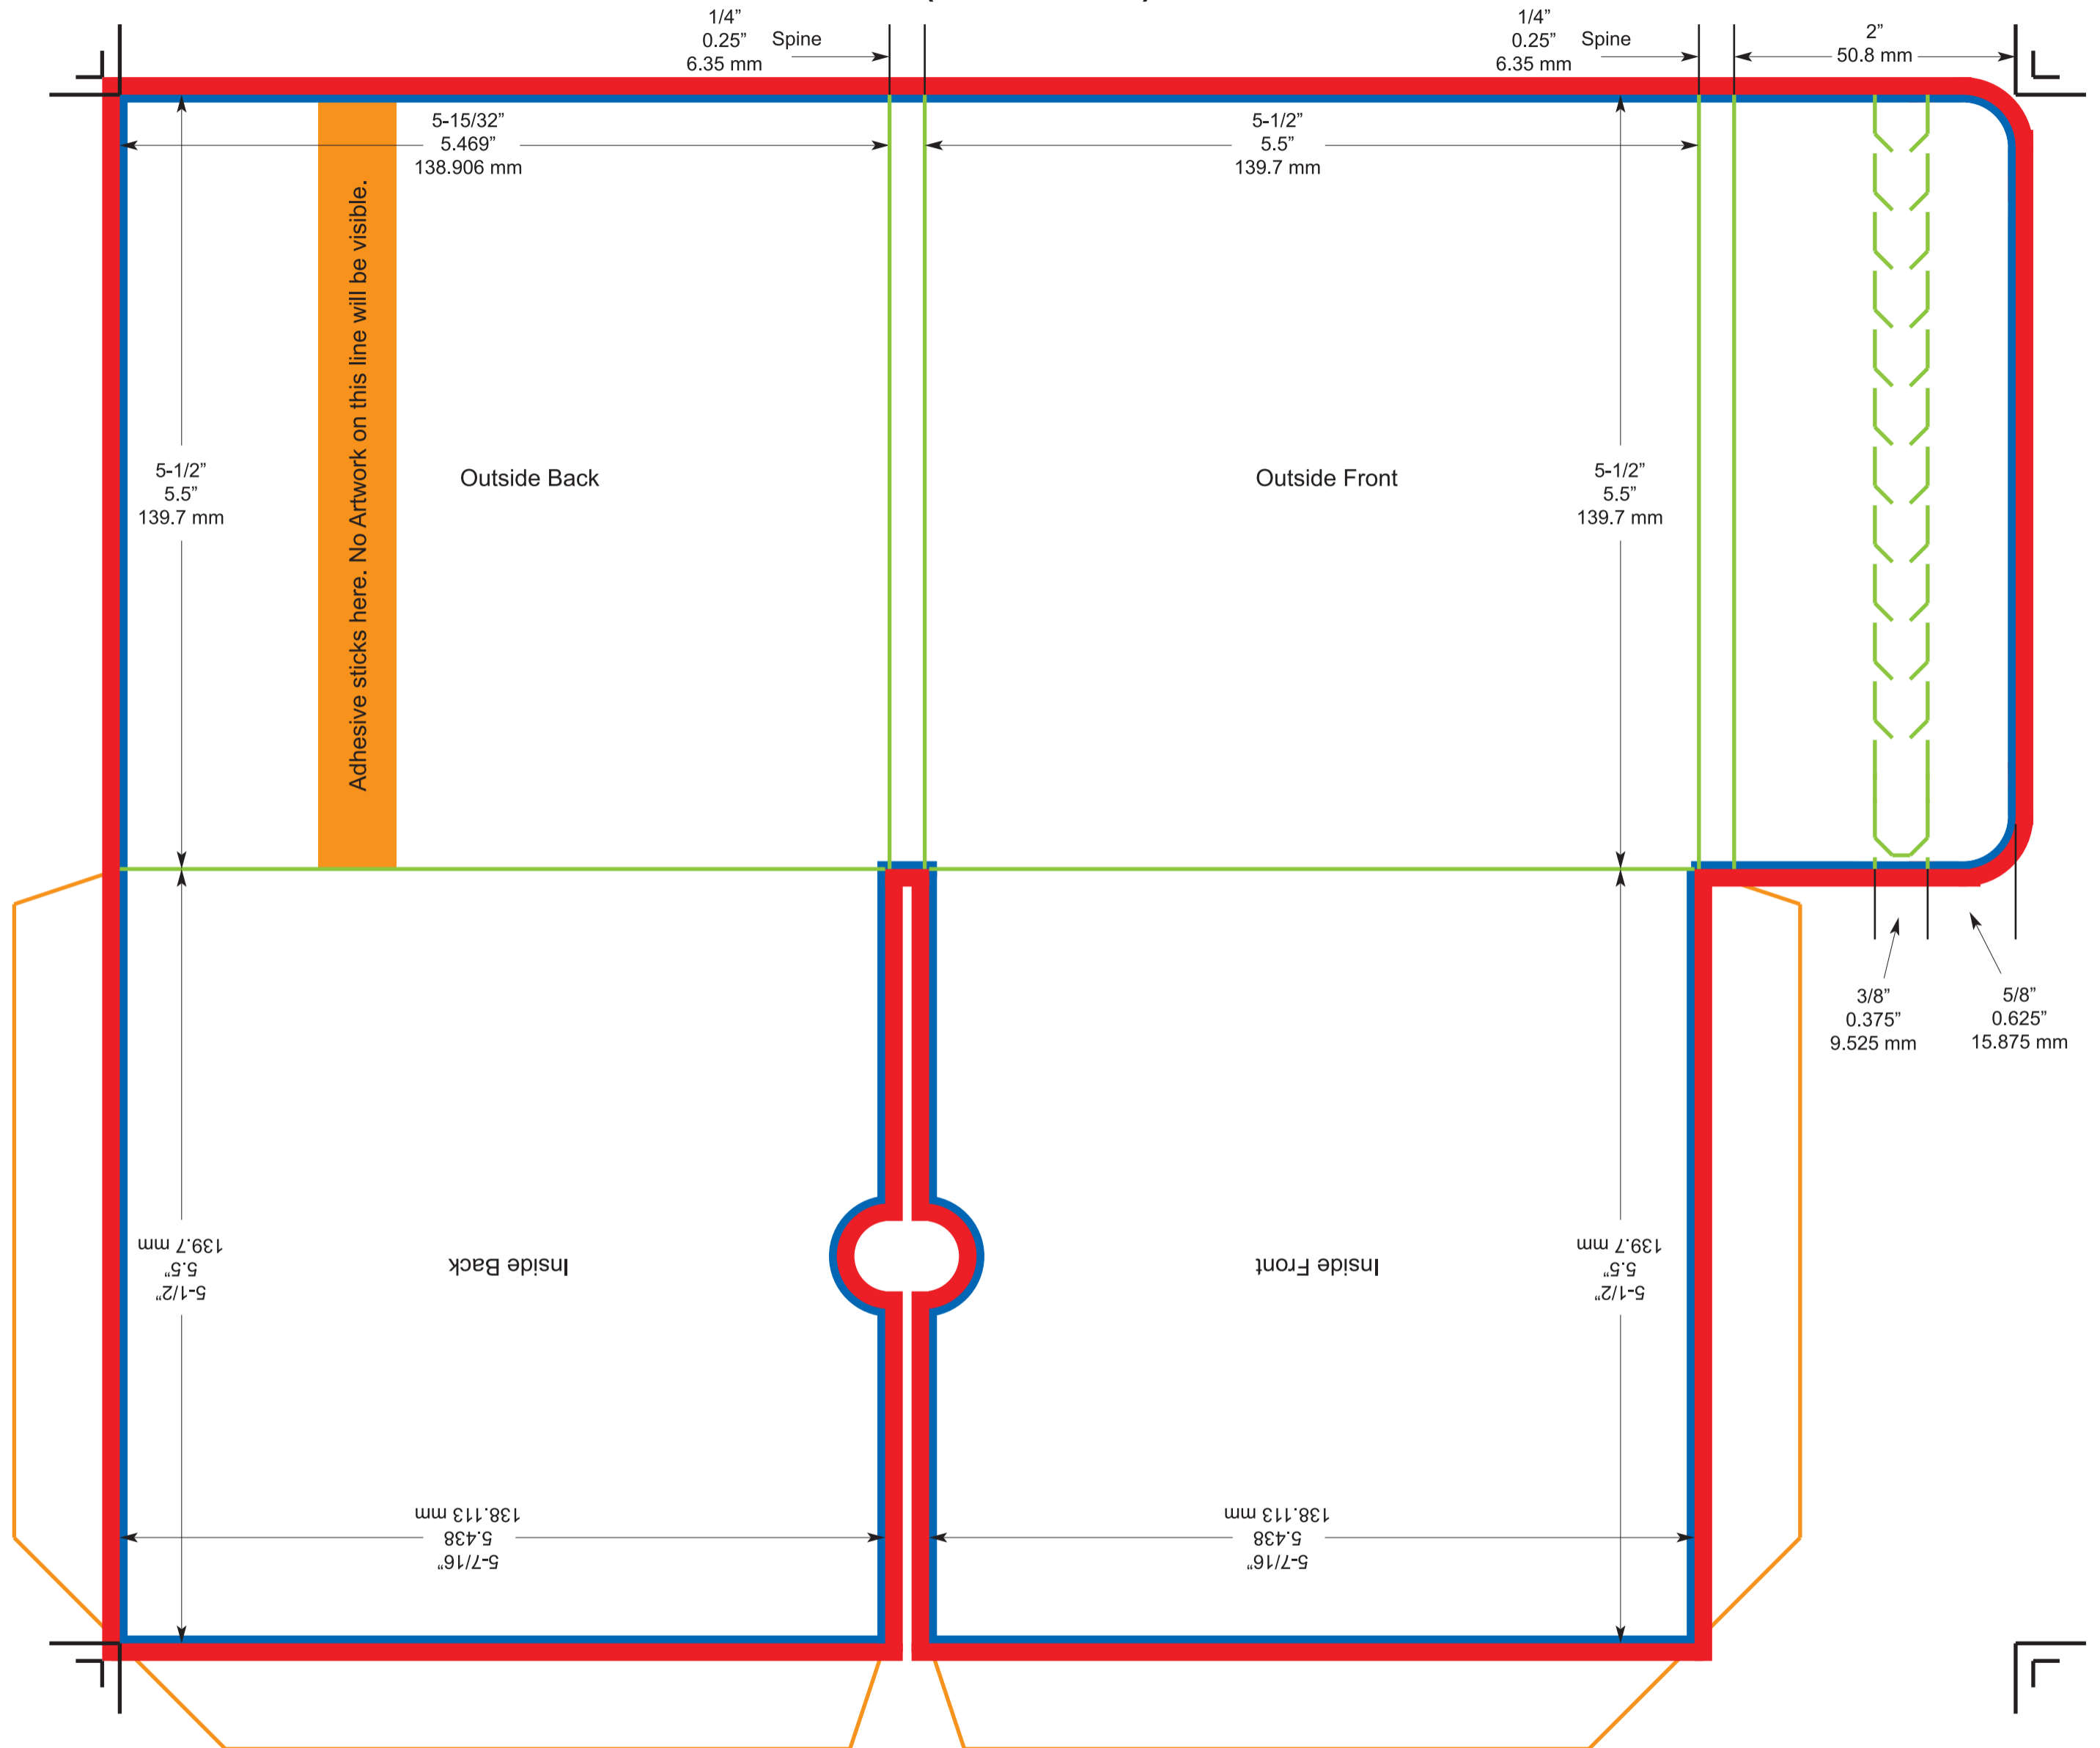 1/4”
0.25”
6.35 mm
Spine
1/4”
0.25”
6.35 mm
Spine
2”
50.8 mm
5-15/32”
5.469”
138.906 mm
5-1/2”
5.5”
139.7 mm
Adhesive sticks here. No Artwork on this line will be visible.
5-1/2”
5.5”
139.7 mm
Outside Back
Outside Front
5-1/2”
5.5”
139.7 mm
3/8”
0.375”
9.525 mm
5/8”
0.625”
15.875 mm
5-1/2”
5.5”
139.7 mm
Inside Back
Inside Front
5-1/2”
5.5”
139.7 mm
5-7/16”
5.438
138.113 mm
5-7/16”
5.438
138.113 mm